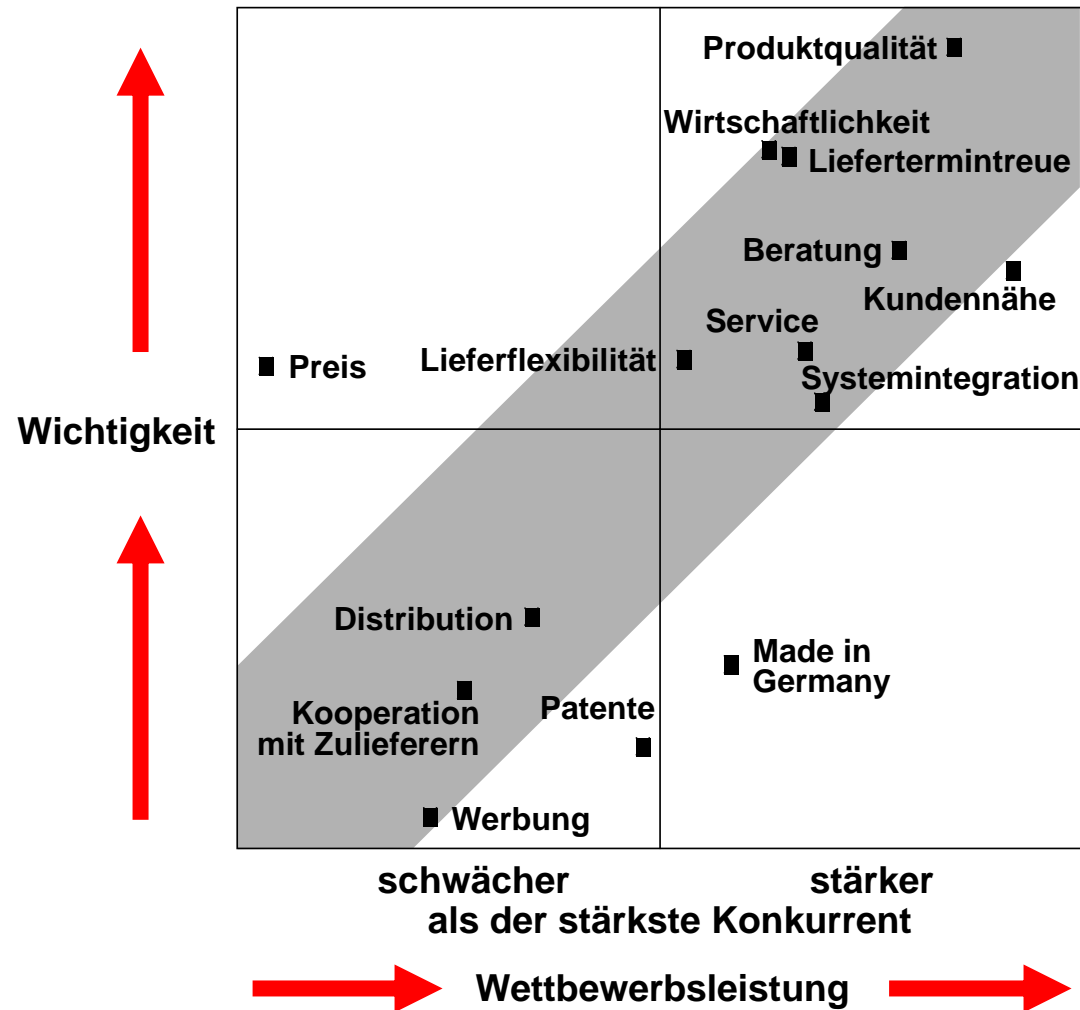 Produktqualität
Wirtschaftlichkeit
Liefertermintreue
Beratung
Kundennähe
Service
Lieferflexibilität
Preis
Systemintegration
Wichtigkeit
Distribution
Made in
Germany
Kooperation
mit Zulieferern
Patente
Werbung
schwächer
stärker
als der stärkste Konkurrent
Wettbewerbsleistung